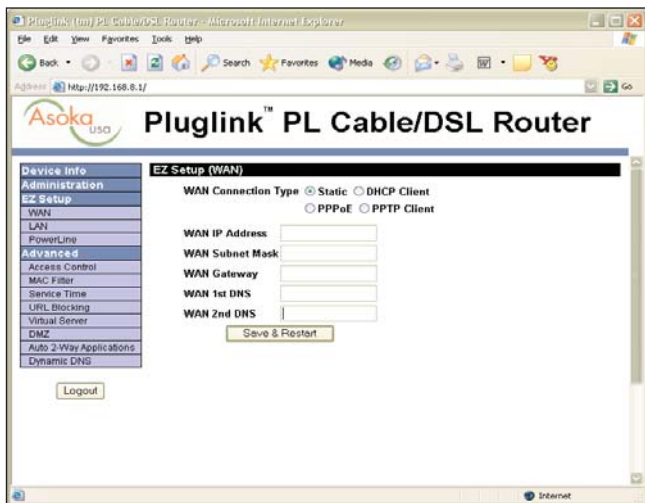 Pluglink (tm) PL Cable/DSL Router - Microsoft Internet Explorer
File Edit View Favorites Tools Help
Back Search Favorites Media
Address http://192.168.8.1/ Go
Asoka USA
Pluglink™ PL Cable/DSL Router
Device Info
Administration
EZ Setup
WAN
LAN
PowerLine
Advanced
Access Control
MAC Filter
Service Time
URL Blocking
Virtual Server
DMZ
Auto 2-Way Applications
Dynamic DNS
Logout
EZ Setup (WAN)
WAN Connection Type Static DHCP Client
PPPoE PPTP Client
WAN IP Address
WAN Subnet Mask
WAN Gateway
WAN 1st DNS
WAN 2nd DNS
Save & Restart
Internet